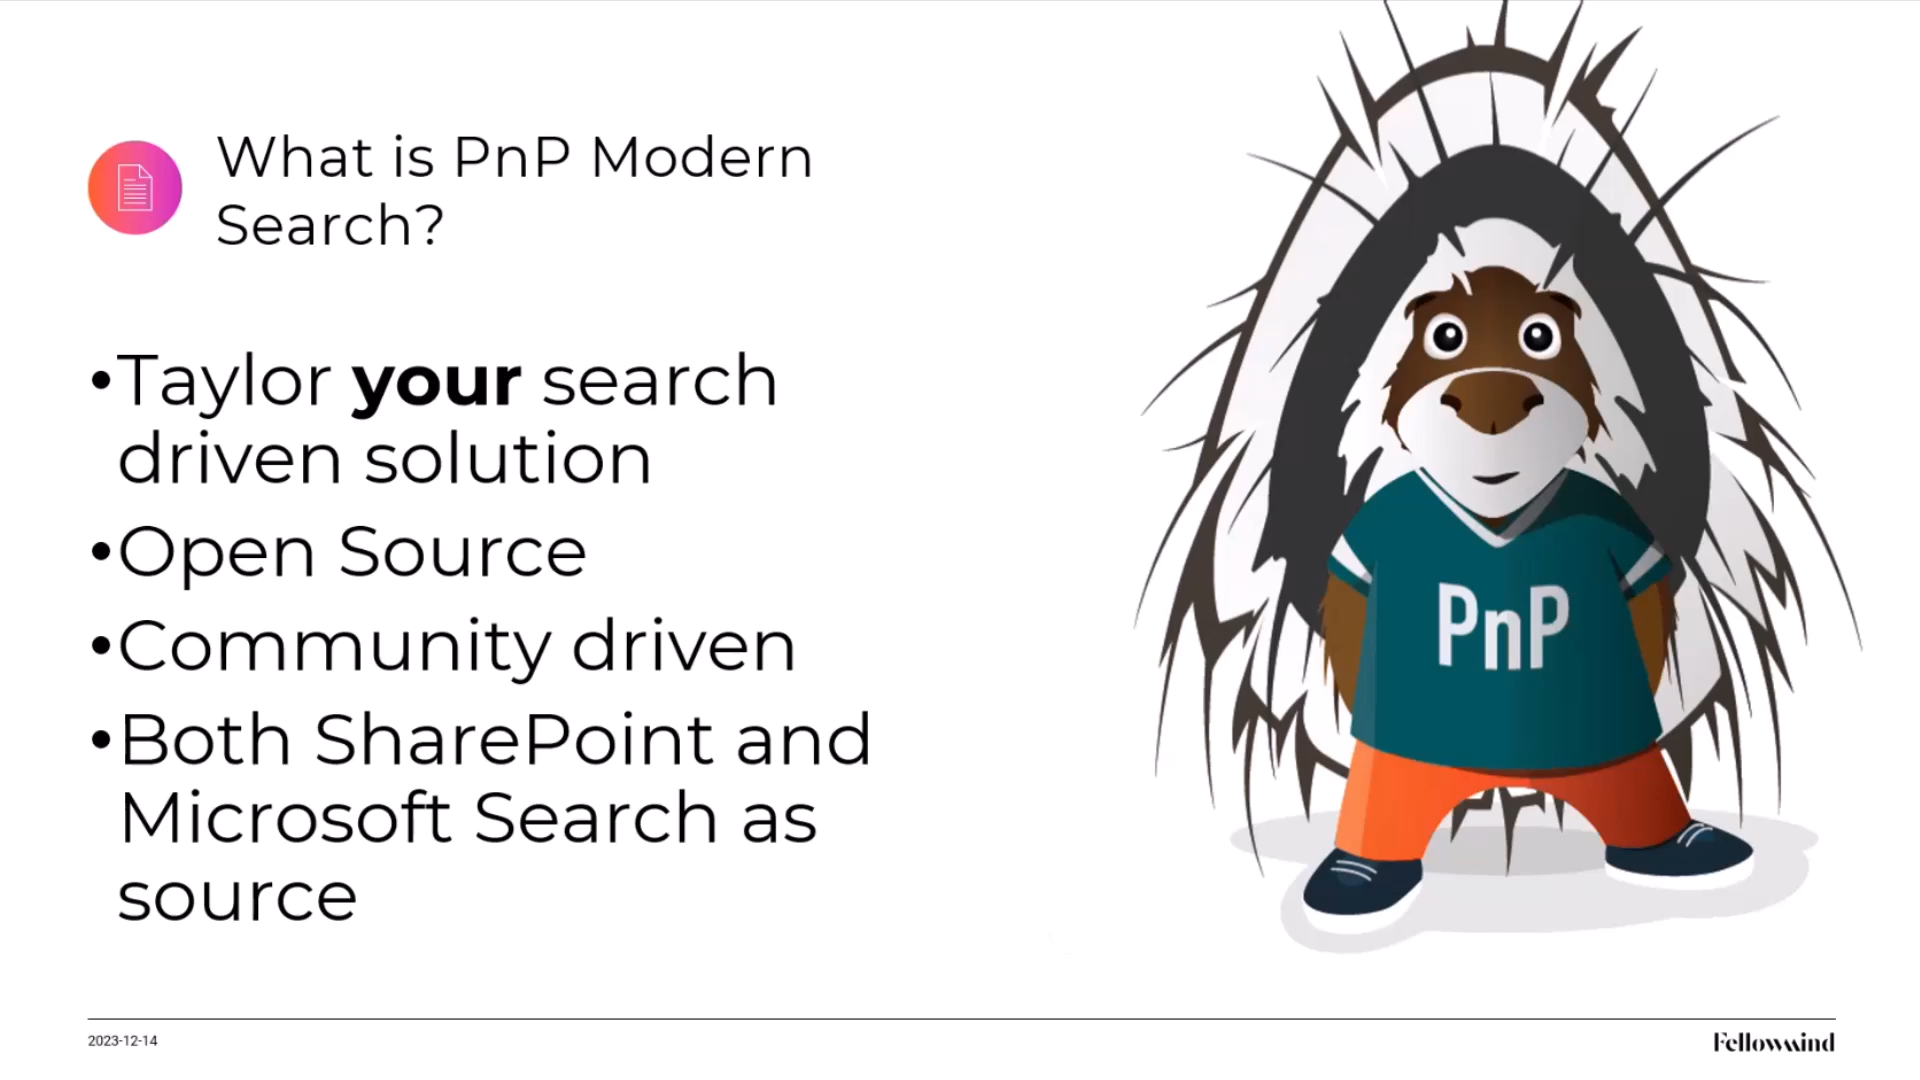 What is PnP Modern
Search?
•Taylor your search
driven solution
•Open Source
•Community driven
•Both SharePoint and
Microsoft Search as
source
PnP
2023-12-14
Fellowmind